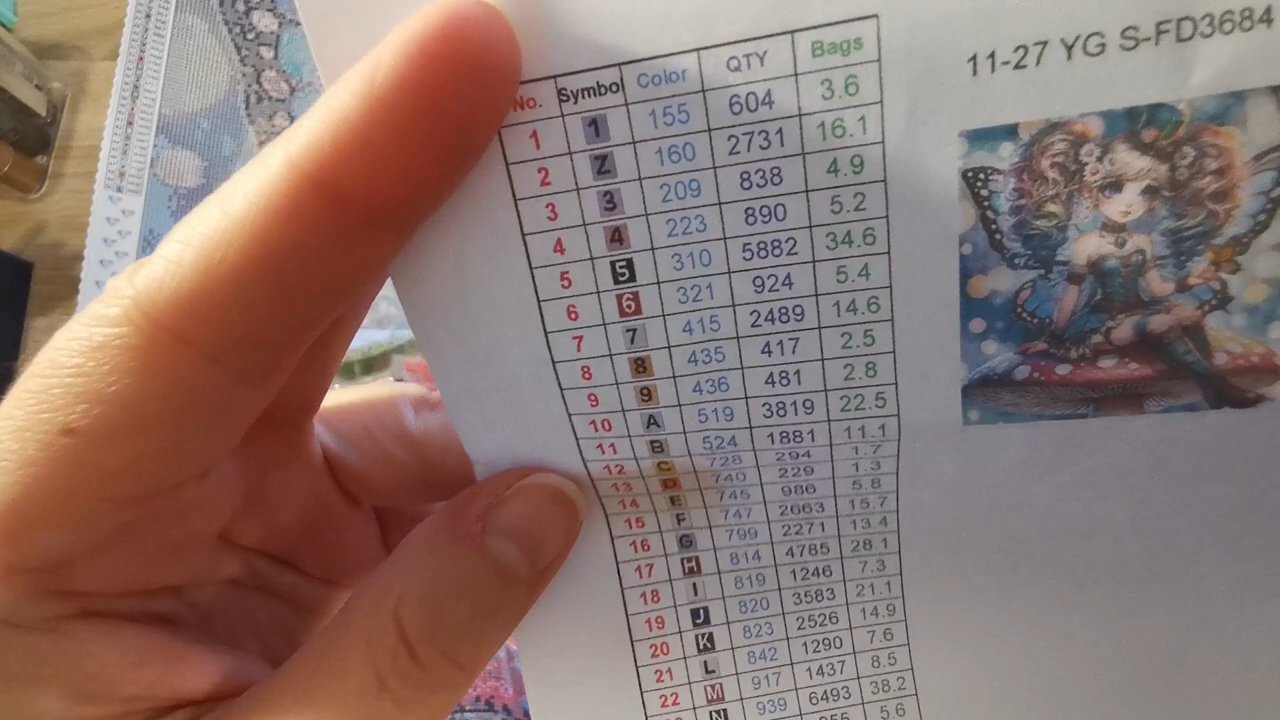 11-27 YG S-FD3684
No. Symbol Color QTY Bags
1 1 155 604 3.6
2 Z 160 2731 16.1
3 3 209 838 4.9
4 4 223 890 5.2
5 5 310 5882 34.6
6 6 321 924 5.4
7 7 415 2489 14.6
8 8 435 417 2.5
9 9 436 481 2.8
10 A 519 3819 22.5
11 B 524 1881 11.1
12 C 728 294 1.7
13 D 740 229 1.3
14 E 745 986 5.8
15 F 747 2663 15.7
16 G 799 2271 13.4
17 H 814 4785 28.1
18 I 819 1246 7.3
19 J 820 3583 21.1
20 K 823 2526 14.9
21 L 842 1290 7.6
22 M 917 1437 8.5
N 939 6493 38.2
5.6